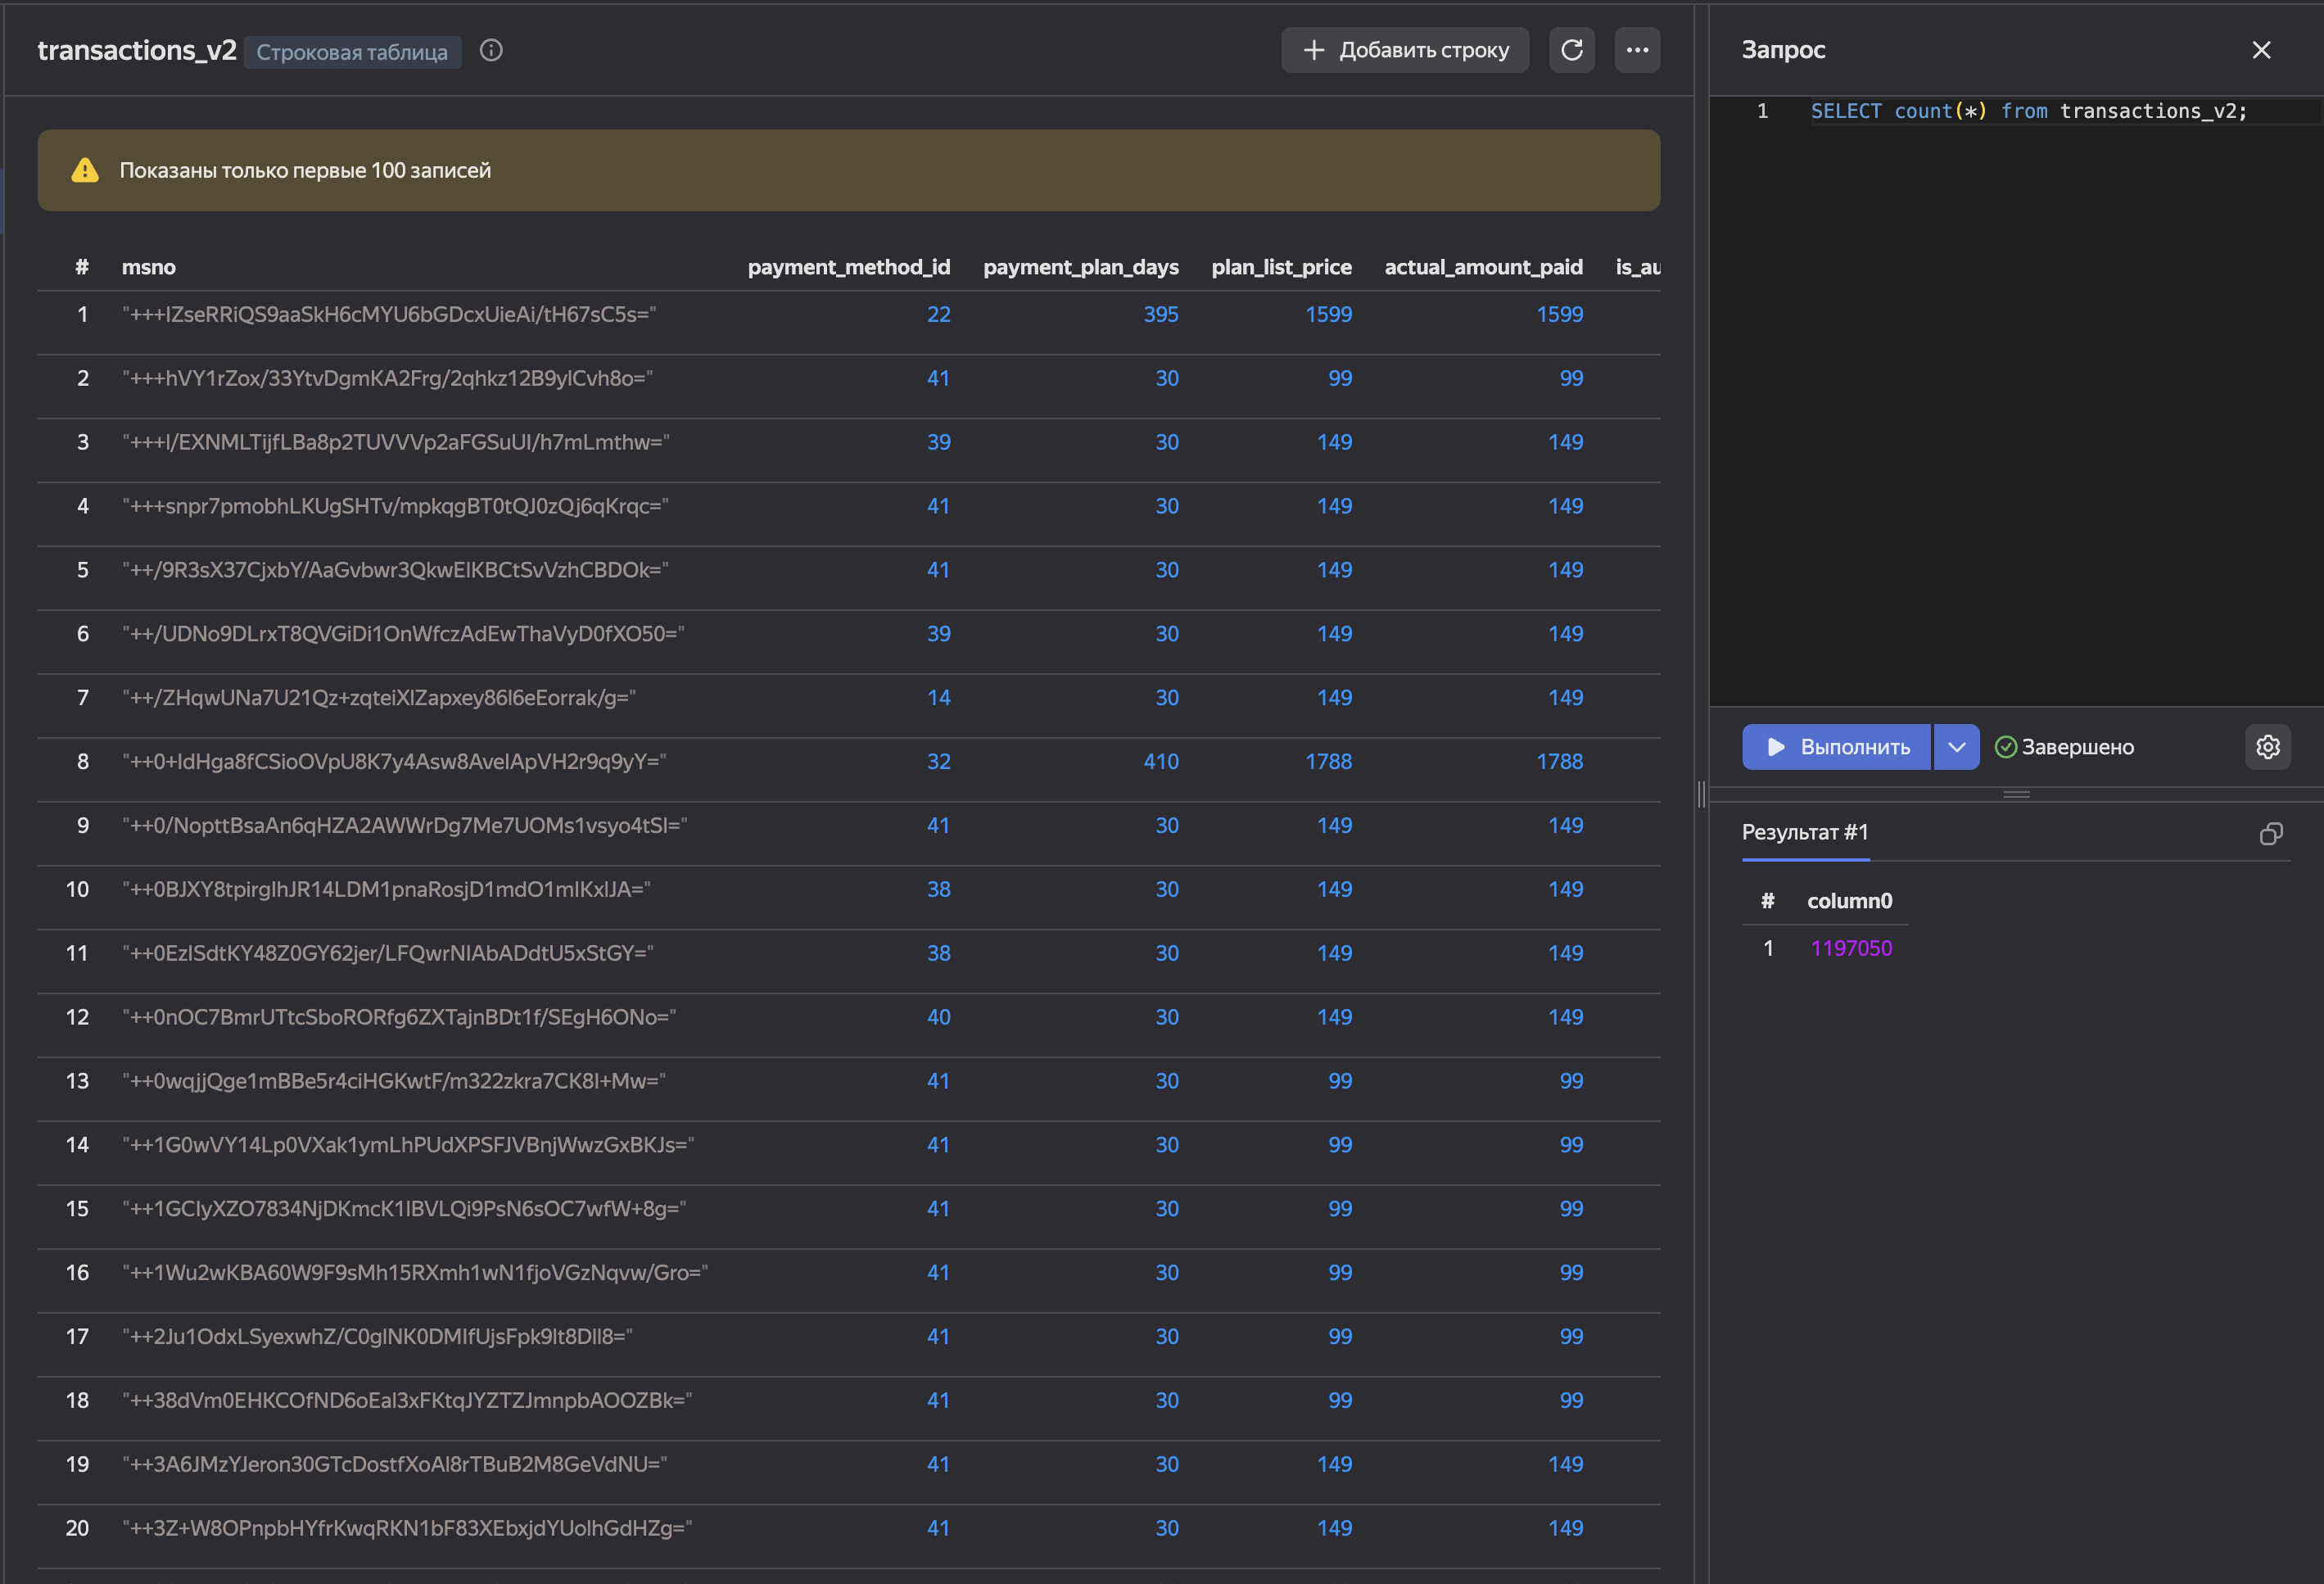 transactions_v2 Строковая таблица
Добавить строку
Показаны только первые 100 записей
# msno payment_method_id payment_plan_days plan_list_price actual_amount_paid is_au
1 "+++IZseRRiQS9aaSkH6cMYU6bGDcxUieAi/tH67sC5s=" 22 395 1599 1599
2 "+++hVY1rZox/33YtvDgmKA2Frg/2qhkz12B9ylCvh8o=" 41 30 99 99
3 "+++l/EXNMLTijfLBa8p2TUVVVp2aFGSuUI/h7mLmthw=" 39 30 149 149
4 "+++snpr7pmobhLKUgSHTv/mpkqgBT0tQJ0zQj6qKrqc=" 41 30 149 149
5 "++/9R3sX37CjxbY/AaGvbwr3QkwElKBCtSvVzhCBDOk=" 41 30 149 149
6 "++/UDNo9DLrxT8QVGiDi1OnWfczAdEwThaVyD0fXO50=" 39 30 149 149
7 "++/ZHqwUNa7U21Qz+zqteiXlZapxey86l6eEorrak/g=" 14 30 149 149
8 "++0+IdHga8fCSioOVpU8K7y4Asw8AveIApVH2r9q9yY=" 32 410 1788 1788
9 "++0/NopttBsaAn6qHZA2AWWrDg7Me7UOMs1vsyo4tSI=" 41 30 149 149
10 "++0BJXY8tpirgIhJR14LDM1pnaRosjD1mdO1mIKxlJA=" 38 30 149 149
11 "++0EzISdtKY48Z0GY62jer/LFQwrNIAbADdtU5xStGY=" 38 30 149 149
12 "++0nOC7BmrUTtcSboRORfg6ZXTajnBDt1f/SEgH6ONo=" 40 30 149 149
13 "++0wqjjQge1mBBe5r4ciHGKwtF/m322zkra7CK8I+Mw=" 41 30 99 99
14 "++1G0wVY14Lp0VXak1ymLhPUdXPSFJVBnjWwzGxBKJs=" 41 30 99 99
15 "++1GCIyXZO7834NjDKmcK1lBVLQi9PsN6sOC7wfW+8g=" 41 30 99 99
16 "++1Wu2wKBA60W9F9sMh15RXmh1wN1fjoVGzNqvw/Gro=" 41 30 99 99
17 "++2Ju1OdxLSyexwhZ/C0glNK0DMIfUjsFpk9lt8Dll8=" 41 30 99 99
18 "++38dVm0EHKCOfND6oEal3xFKtqJYZTZJmnpbAOOZBk=" 41 30 99 99
19 "++3A6JMzYJeron30GTcDostfXoAl8rTBuB2M8GeVdNU=" 41 30 149 149
20 "++3Z+W8OPnpbHYfrKwqRKN1bF83XEbxjdYUolhGdHZg=" 41 30 149 149
Запрос
1 SELECT count(*) from transactions_v2;
Выполнить Завершено
Результат #1
# column0
1 1197050